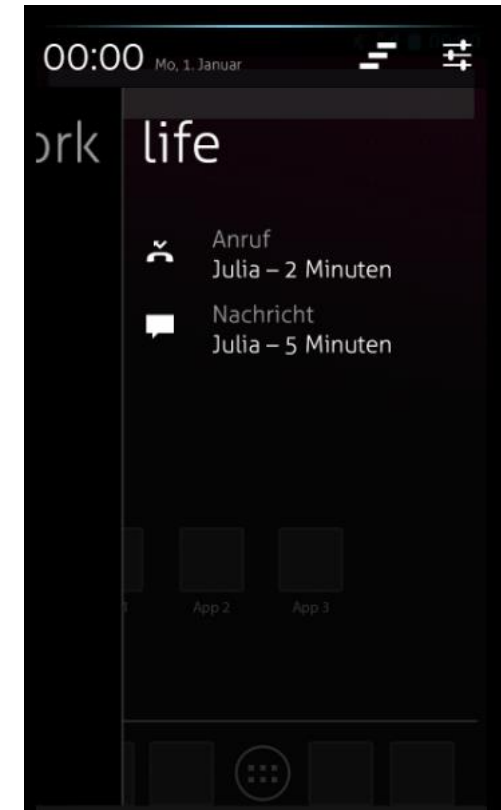 00:00 Mo, 1. Januar
ork life
Anruf
Julia – 2 Minuten
Nachricht
Julia – 5 Minuten
1 App 2 App 3